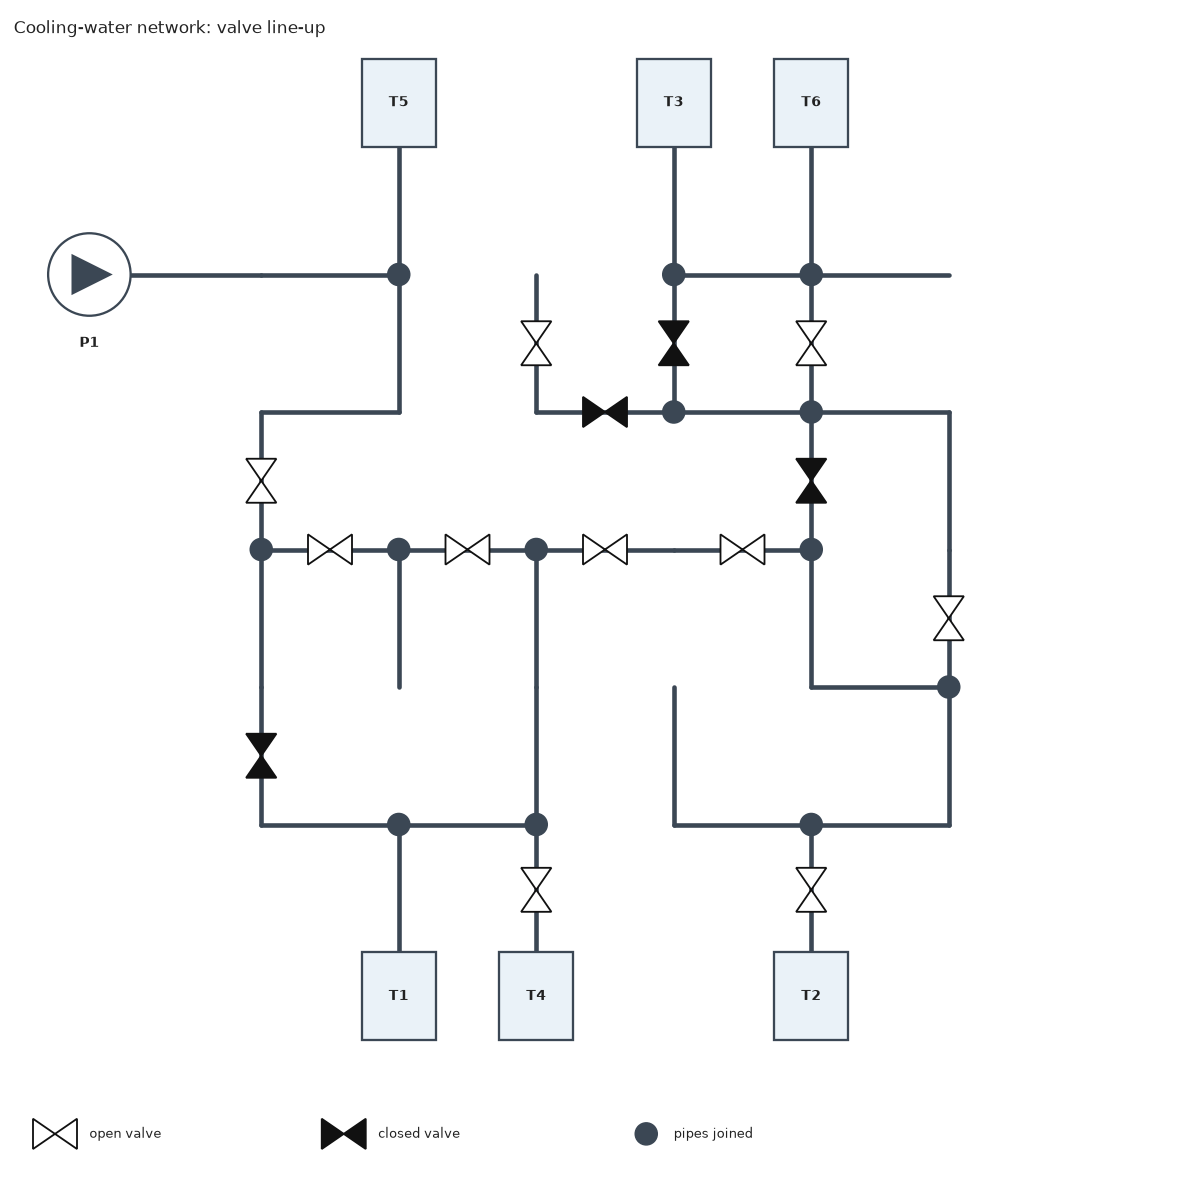 Cooling-water network: valve line-up
T5
T3
T6
P1
T1
T4
T2
open valve
closed valve
pipes joined